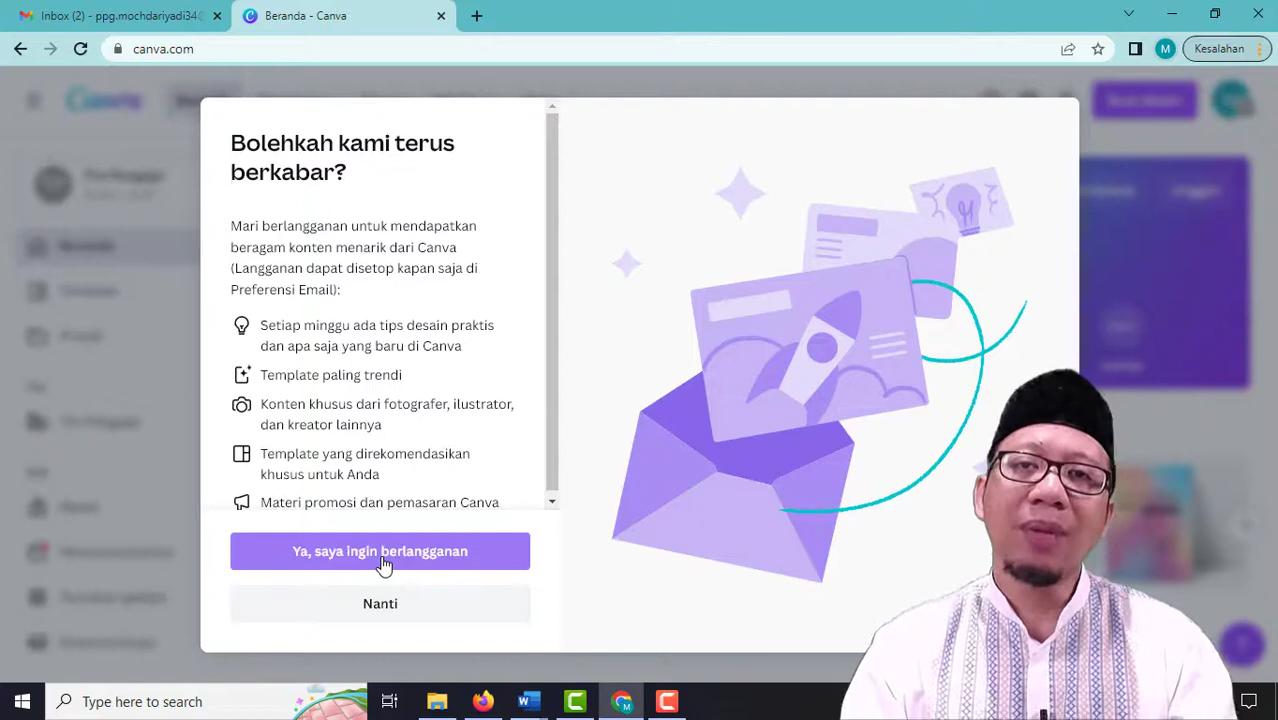 Inbox (2) - ppg.mochdariyadi34@
Beranda - Canva
canva.com
M
Kesalahan
Canva
Bolehkah kami terus
berkabar?
Mari berlangganan untuk mendapatkan
beragam konten menarik dari Canva
(Langganan dapat disetop kapan saja di
Preferensi Email):
Setiap minggu ada tips desain praktis
dan apa saja yang baru di Canva
Template paling trendi
Konten khusus dari fotografer, ilustrator,
dan kreator lainnya
Template yang direkomendasikan
khusus untuk Anda
Materi promosi dan pemasaran Canva
Ya, saya ingin berlangganan
Nanti
Beranda
Type here to search